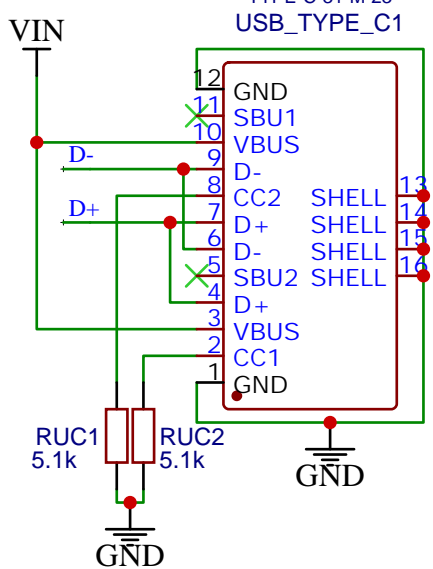 USB_TYPE_C1
VIN
12 GND
11 SBU1
10 VBUS
D- 9 D-
8 CC2 SHELL 13
D+ 7 D+ SHELL 14
6 D- SHELL 15
5 SBU2 SHELL 16
4 D+
3 VBUS
2 CC1
1 GND
RUC1 RUC2
5.1k 5.1k
GND
GND